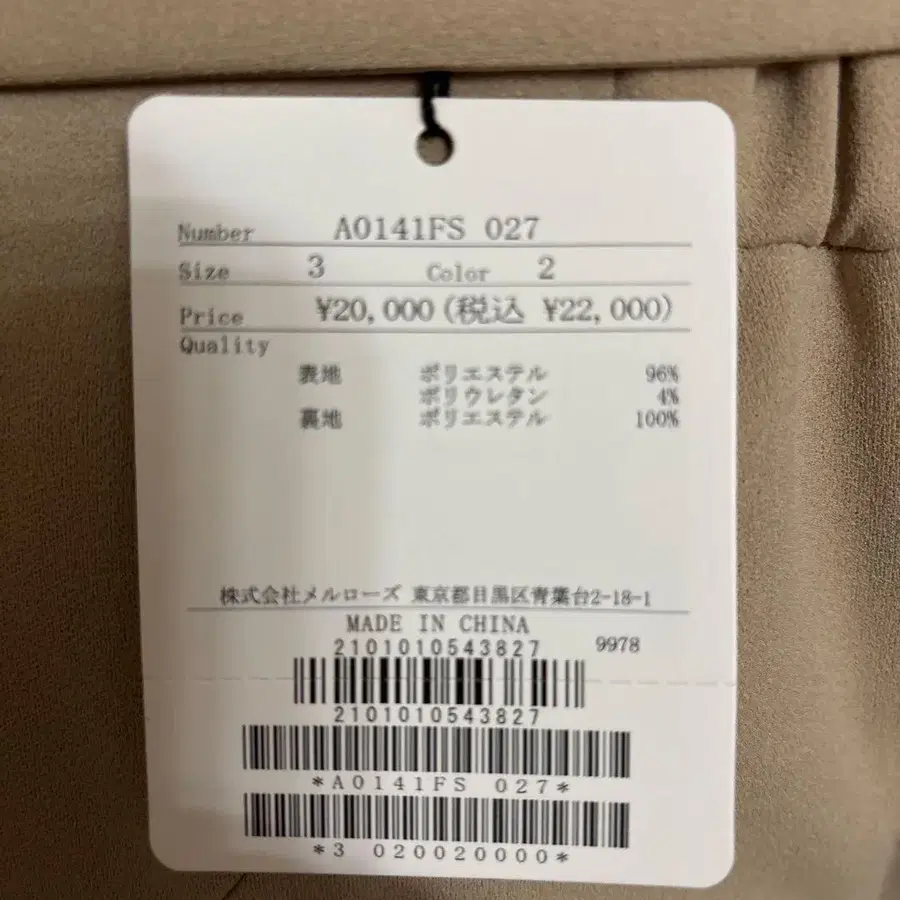 Number A0141FS 027
Size 3 Color 2
Price ¥20,000(税込 ¥22,000)
Quality
表地 ポリエステル 96%
ポリウレタン 4%
裏地 ポリエステル 100%
株式会社メルローズ 東京都目黒区青葉台2-18-1
MADE IN CHINA
2101010543827 9978
2101010543827
*A0141FS 027*
*3 020020000*